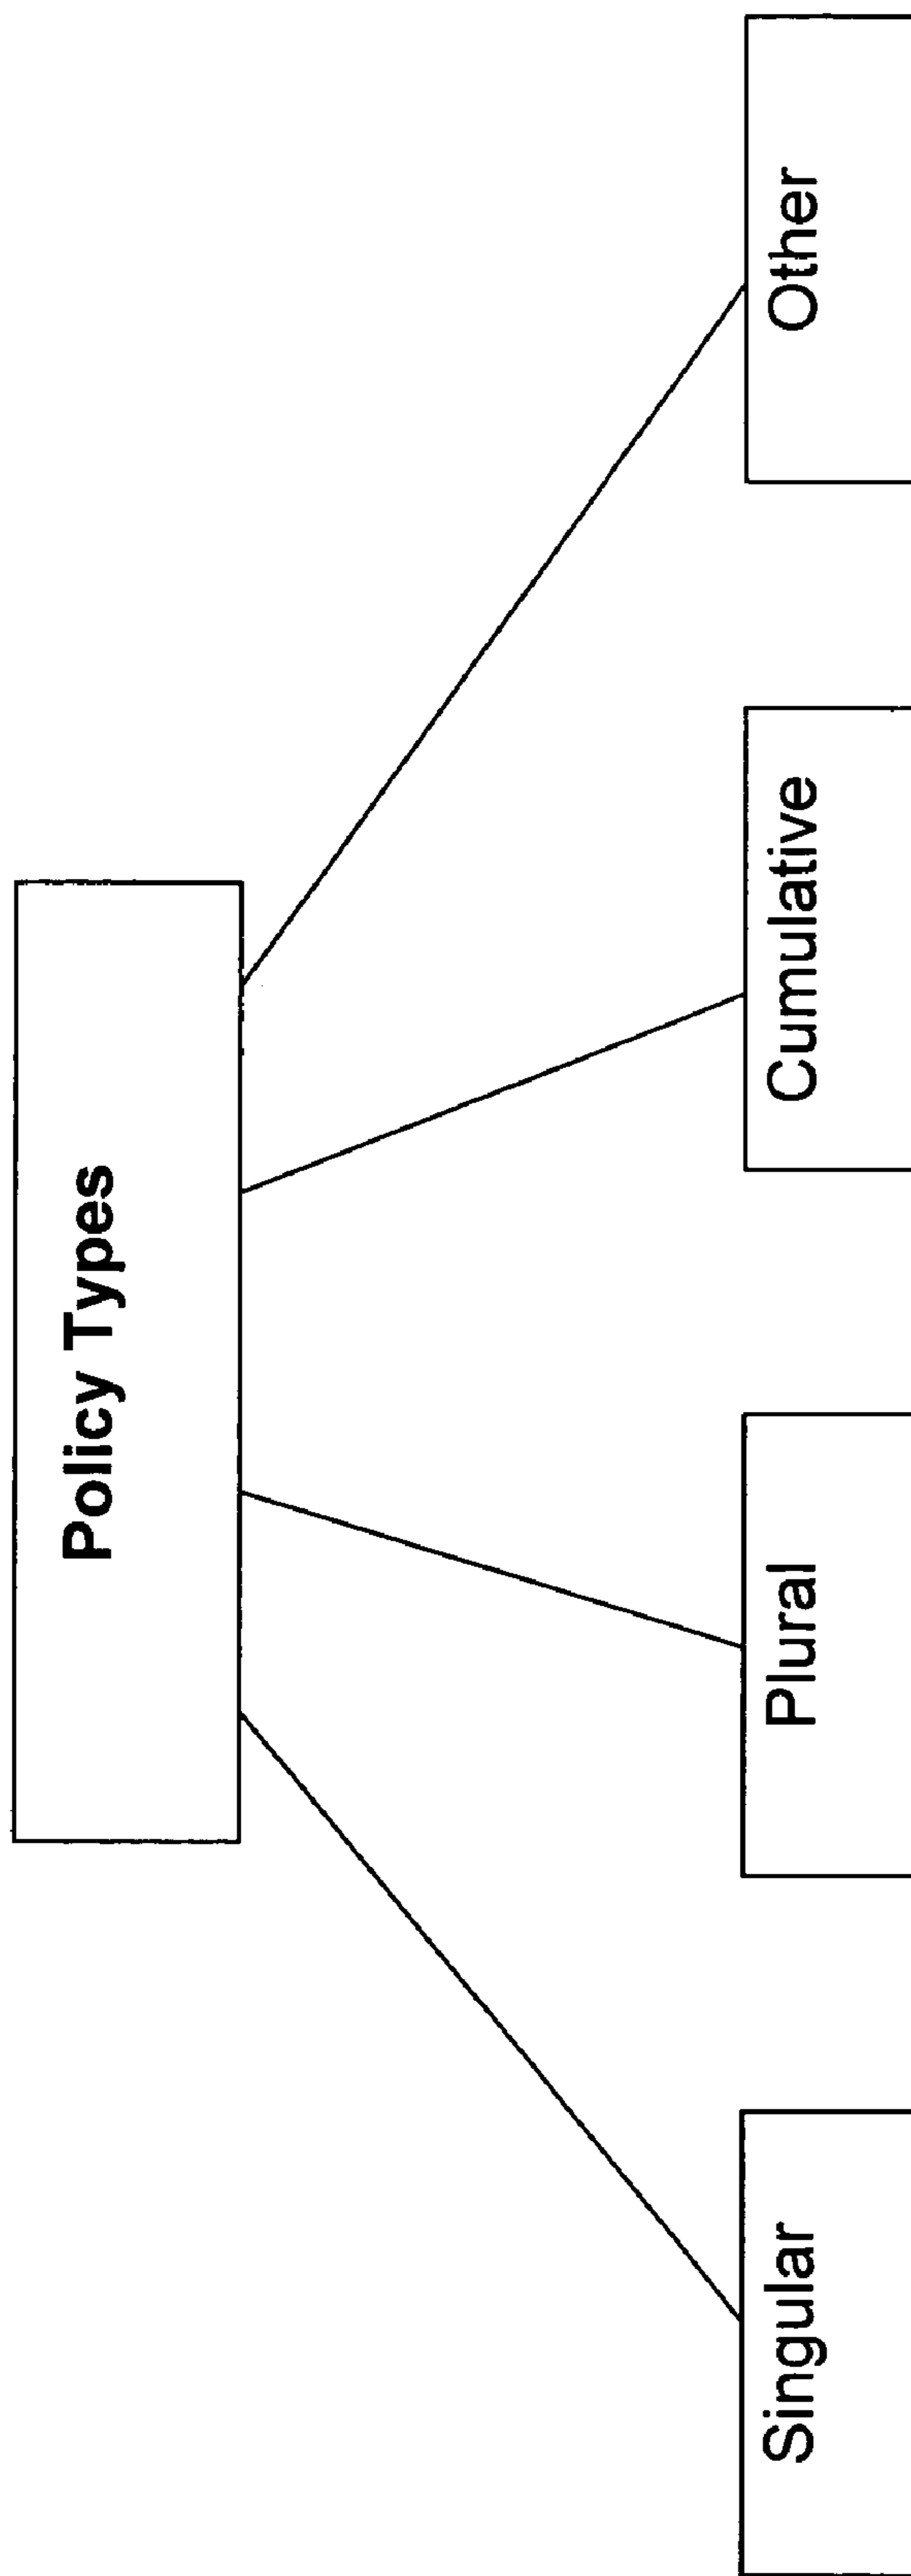 Policy Types
Singular
Plural
Cumulative
Other